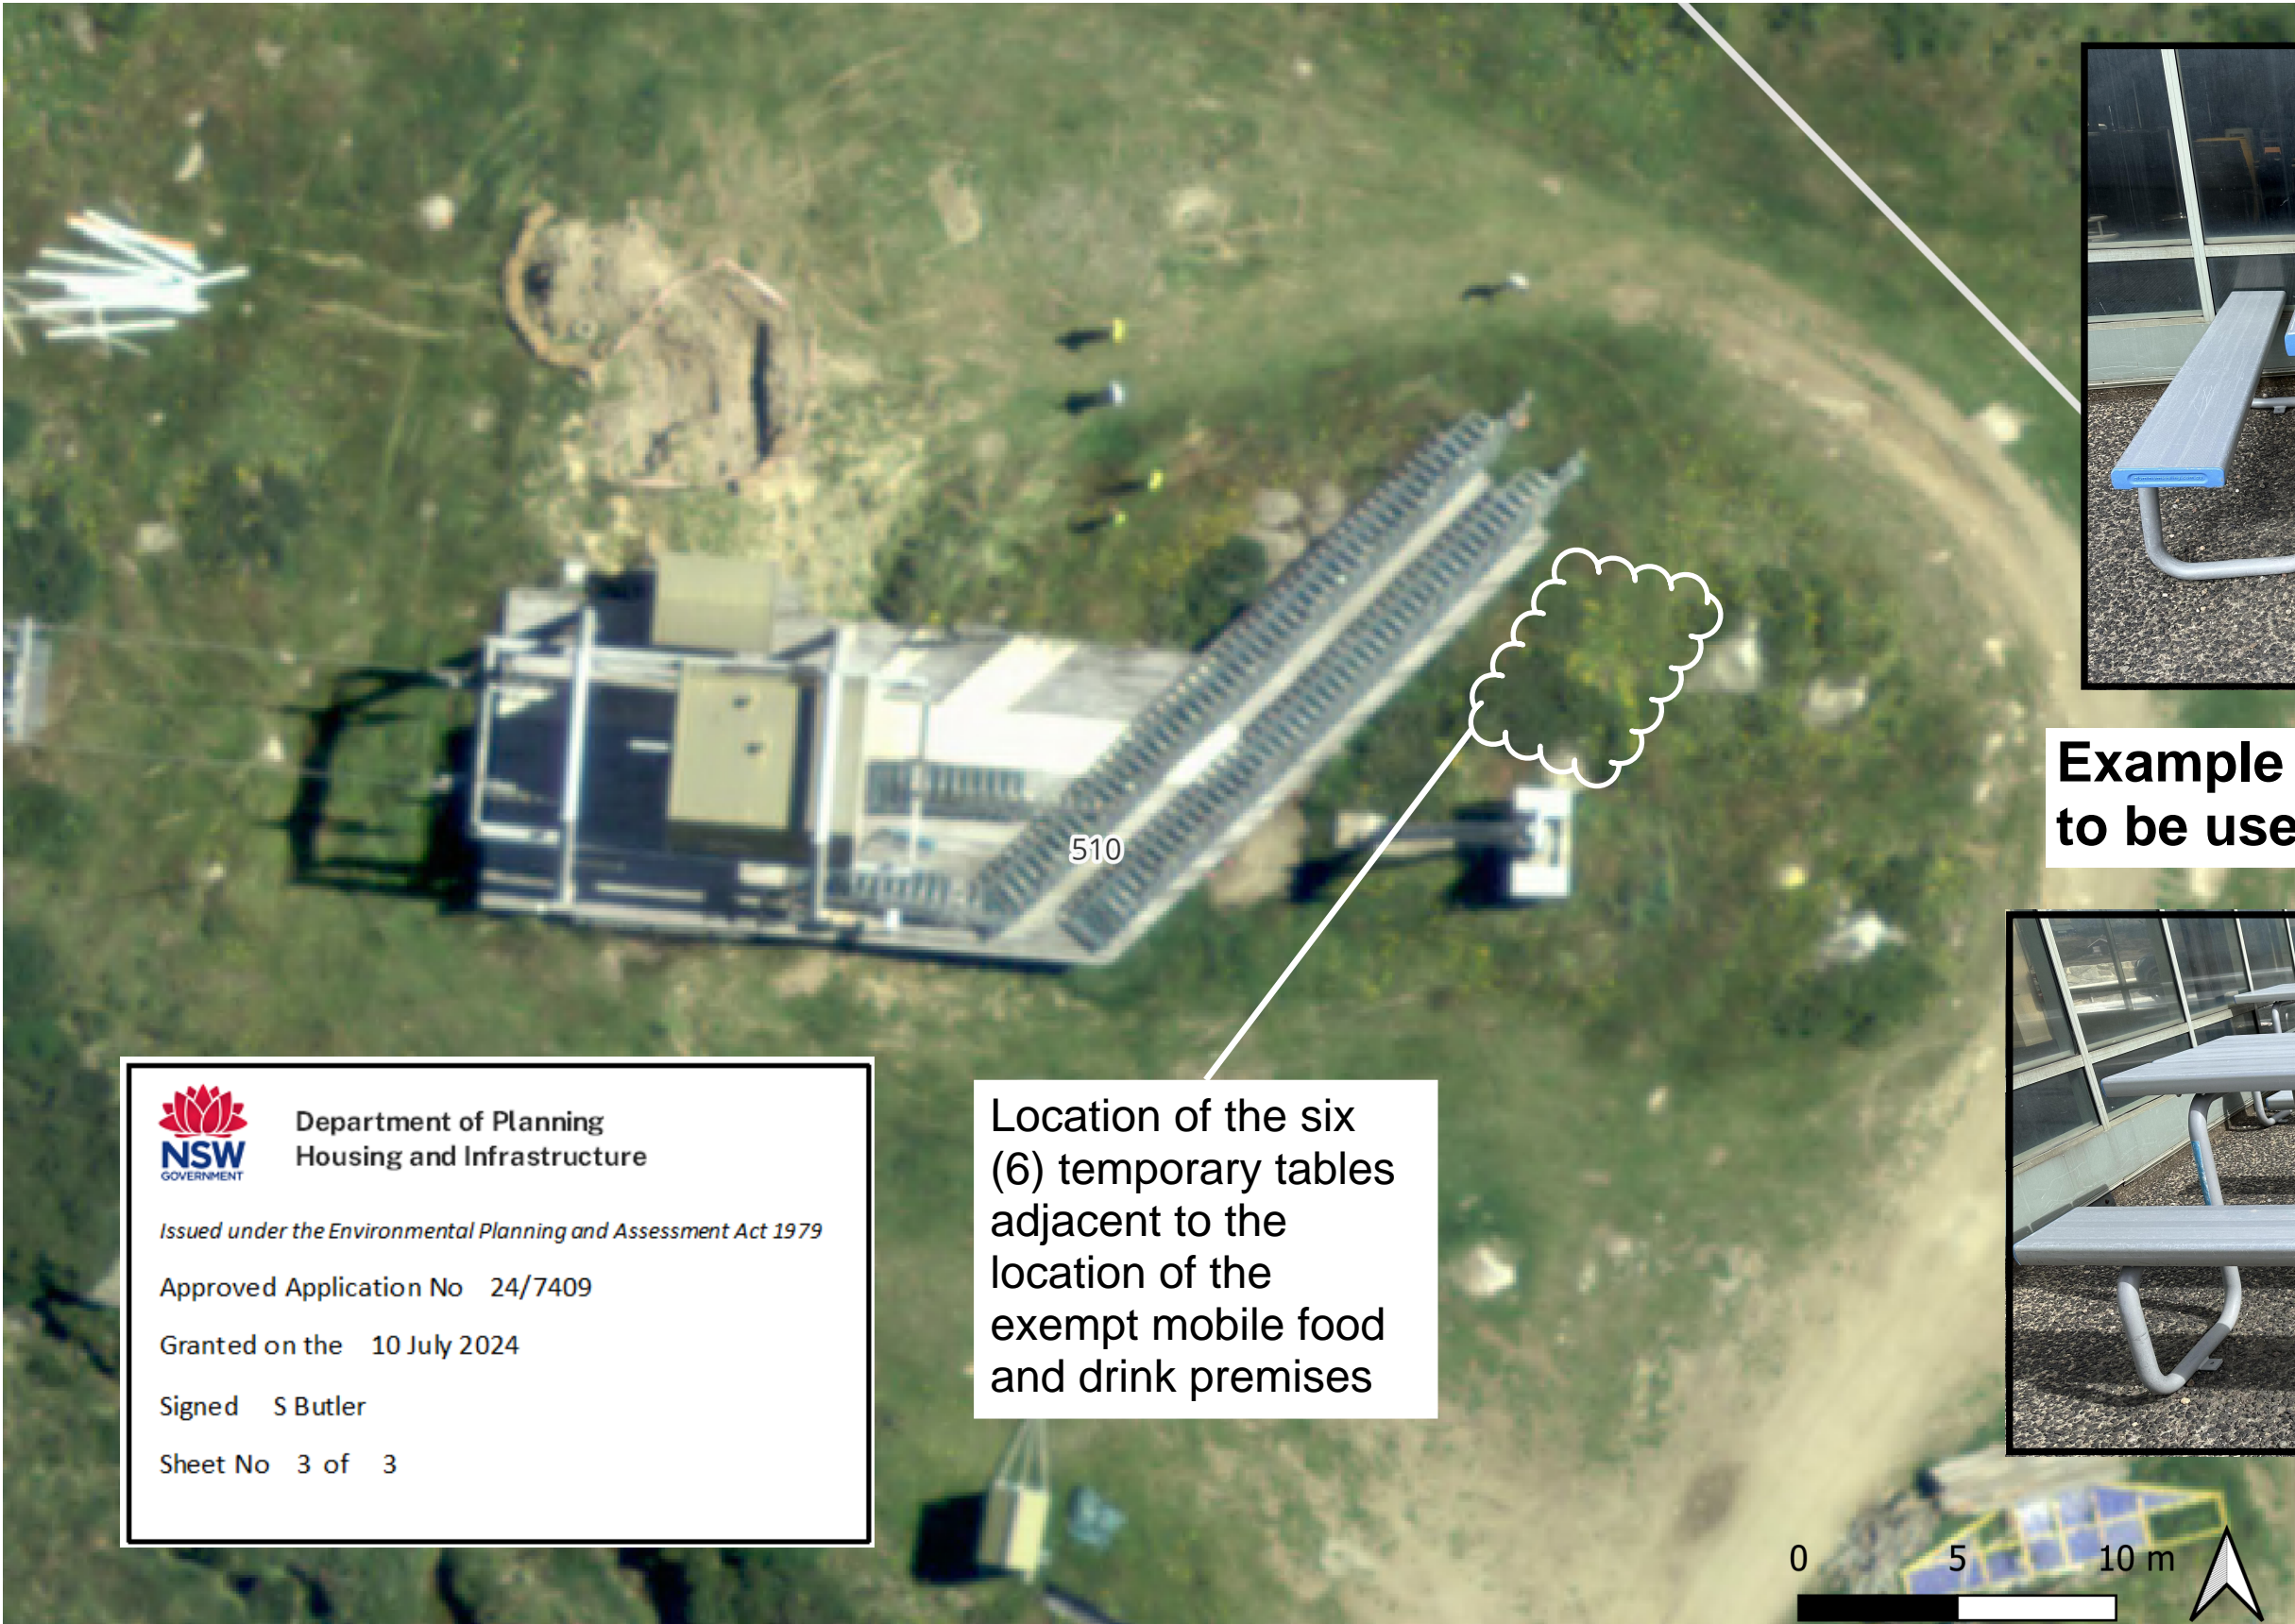 Example
to be use
510
NSW
GOVERNMENT
Department of Planning
Housing and Infrastructure
Issued under the Environmental Planning and Assessment Act 1979
Approved Application No 24/7409
Granted on the 10 July 2024
Signed S Butler
Sheet No 3 of 3
Location of the six
(6) temporary tables
adjacent to the
location of the
exempt mobile food
and drink premises
0 5 10 m